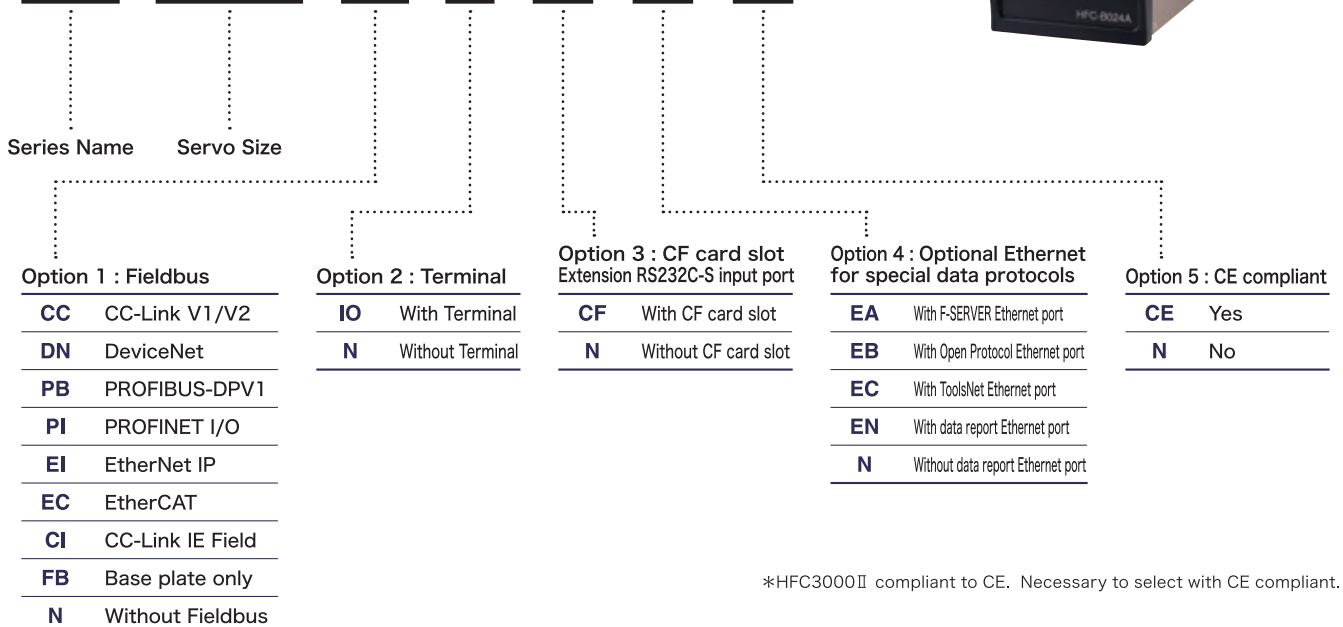 HFC-B024A
Series Name
Servo Size
Option 1 : Fieldbus
CC CC-Link V1/V2
DN DeviceNet
PB PROFIBUS-DPV1
PI PROFINET I/O
EI EtherNet IP
EC EtherCAT
CI CC-Link IE Field
FB Base plate only
N Without Fieldbus
Option 2 : Terminal
IO With Terminal
N Without Terminal
Option 3 : CF card slot
Extension RS232C-S input port
CF With CF card slot
N Without CF card slot
Option 4 : Optional Ethernet
for special data protocols
EA With F-SERVER Ethernet port
EB With Open Protocol Ethernet port
EC With ToolsNet Ethernet port
EN With data report Ethernet port
N Without data report Ethernet port
Option 5 : CE compliant
CE Yes
N No
*HFC3000Ⅱ compliant to CE. Necessary to select with CE compliant.